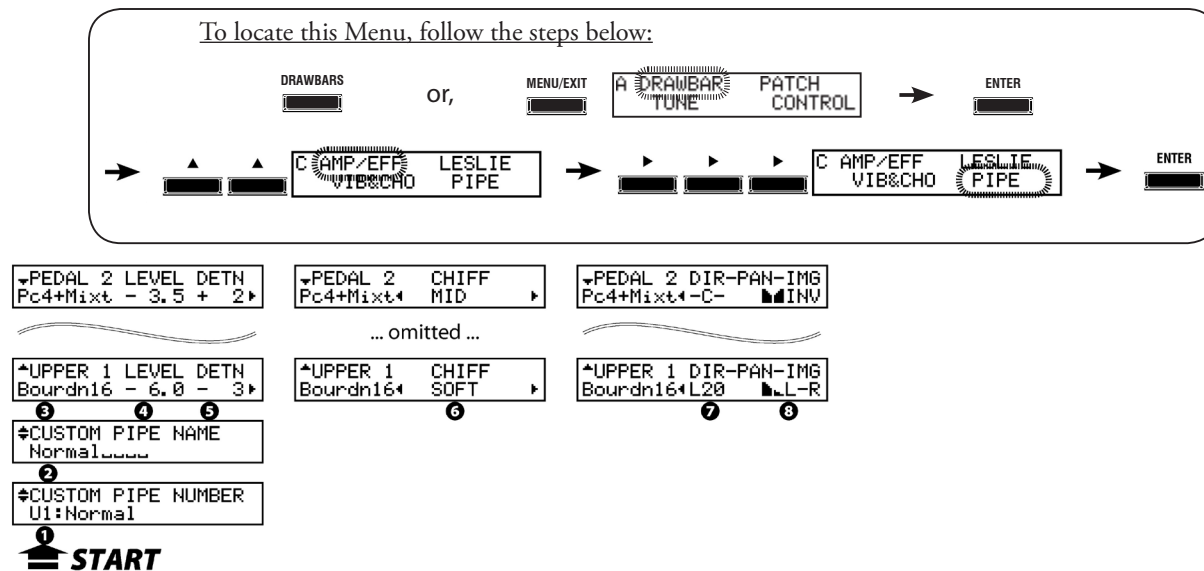 To locate this Menu, follow the steps below:
DRAWBARS
or,
MENU/EXIT
A DRAWBAR PATCH
TUNE CONTROL
ENTER
C AMP/EFF LESLIE
VIB&CHO PIPE
C AMP/EFF LESLIE
VIB&CHO PIPE
ENTER
PEDAL 2 LEVEL DETN
Pc4+Mixt - 3.5 + 2
PEDAL 2 CHIFF
Pc4+Mixt MID
PEDAL 2 DIR-PAN-IMG
Pc4+Mixt -C- INV
... omitted ...
UPPER 1 LEVEL DETN
Bourdn16 - 6.0 - 3
UPPER 1 CHIFF
Bourdn16 SOFT
UPPER 1 DIR-PAN-IMG
Bourdn16 L20 L-R
3 4 5
6
7 8
CUSTOM PIPE NAME
Normal
2
CUSTOM PIPE NUMBER
U1:Normal
1
START